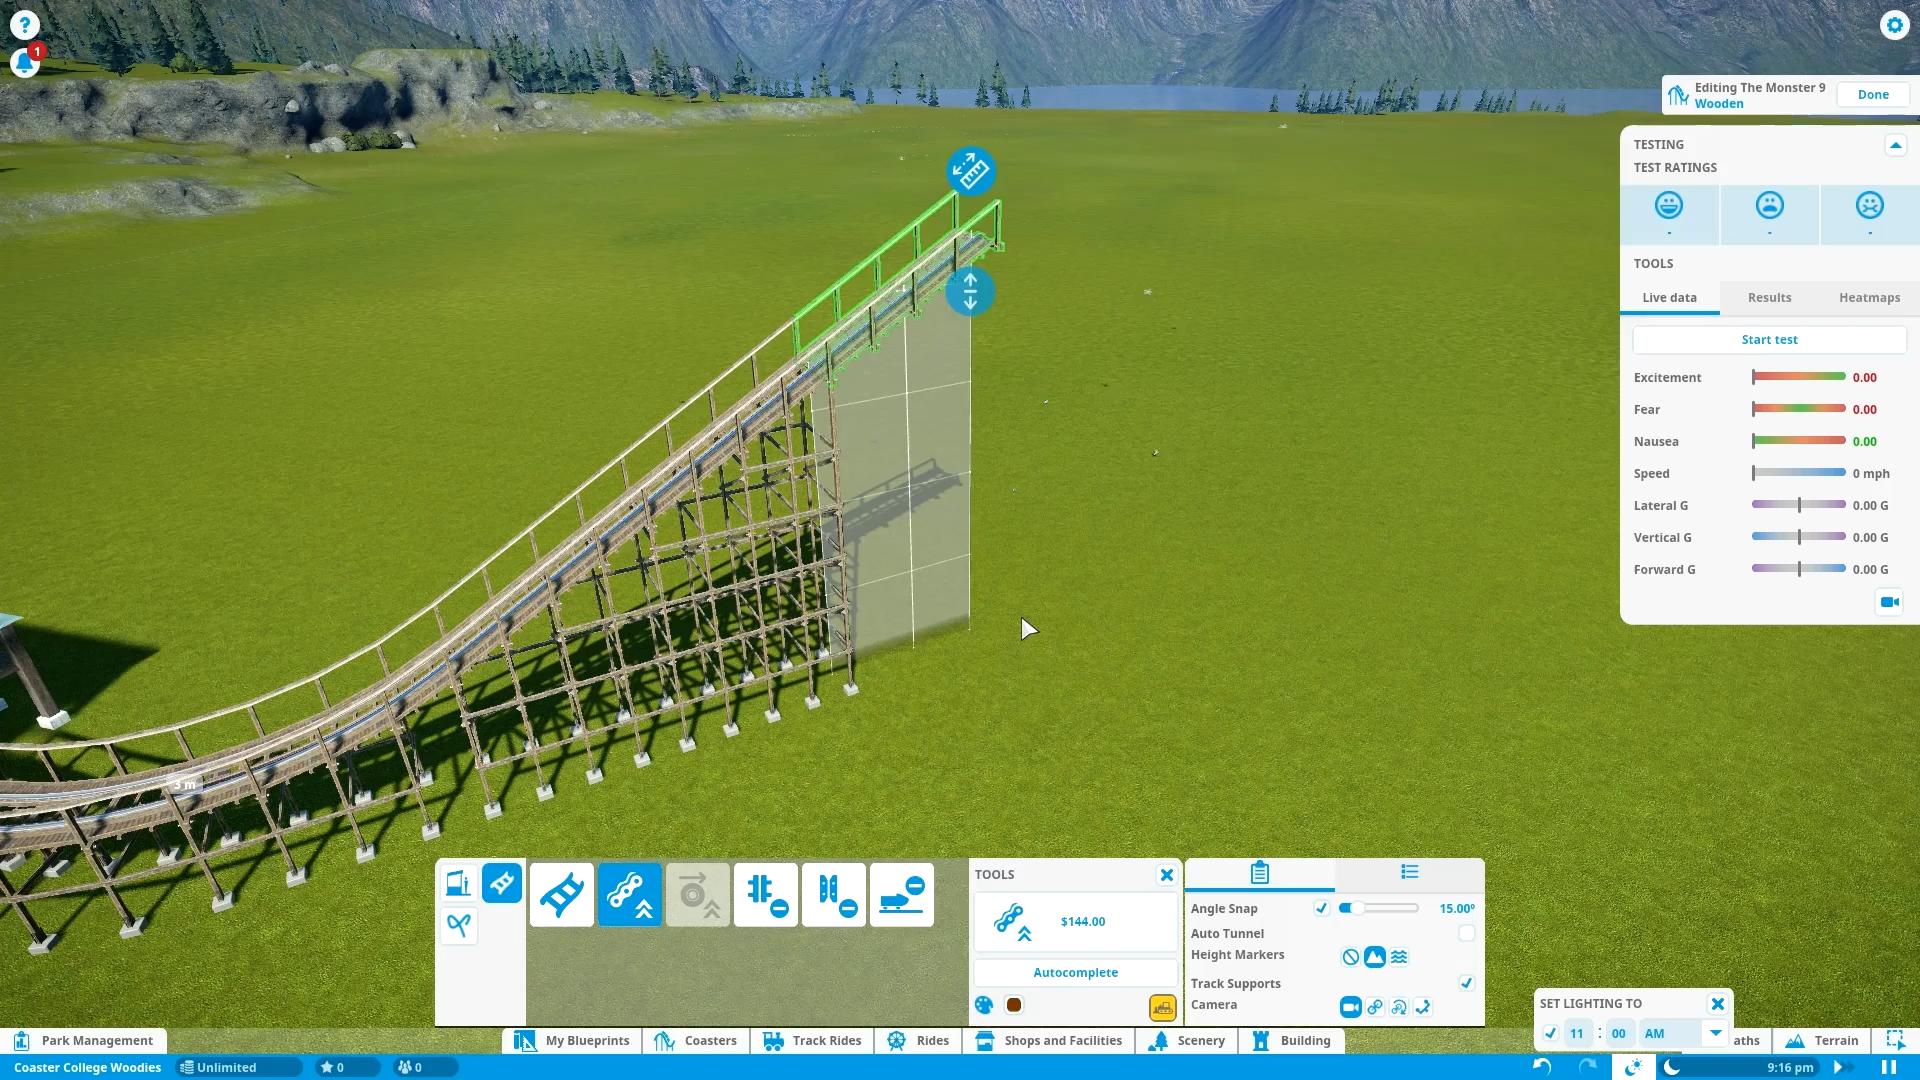 ?
1
Editing The Monster 9
Wooden
Done
TESTING
TEST RATINGS
-
-
-
TOOLS
Live data
Results
Heatmaps
Start test
Excitement
0.00
Fear
0.00
Nausea
0.00
Speed
0 mph
Lateral G
0.00 G
Vertical G
0.00 G
Forward G
0.00 G
3 m
TOOLS
$144.00
Autocomplete
Angle Snap
15.00°
Auto Tunnel
Height Markers
Track Supports
Camera
SET LIGHTING TO
11 : 00 AM
Park Management
My Blueprints
Coasters
Track Rides
Rides
Shops and Facilities
Scenery
Building
aths
Terrain
Coaster College Woodies
Unlimited
0
0
9:16 pm